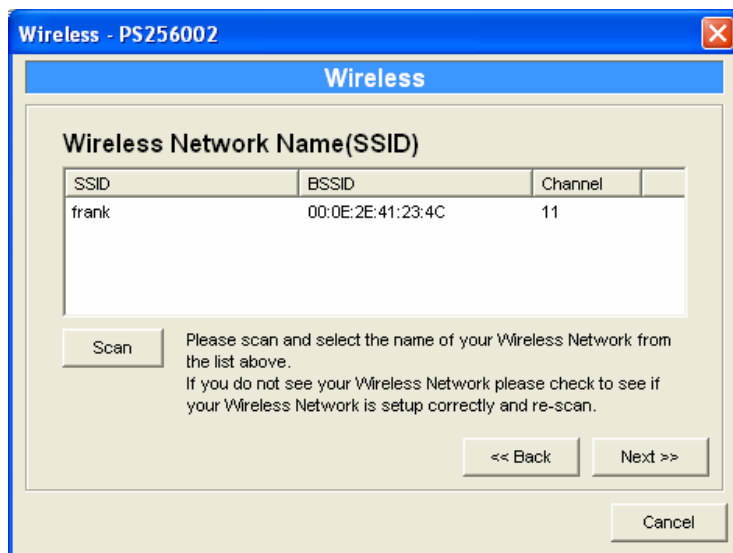 Wireless - PS256002
Wireless
Wireless Network Name(SSID)
SSID BSSID Channel
frank 00:0E:2E:41:23:4C 11
Scan
Please scan and select the name of your Wireless Network from
the list above.
If you do not see your Wireless Network please check to see if
your Wireless Network is setup correctly and re-scan.
<< Back Next >>
Cancel